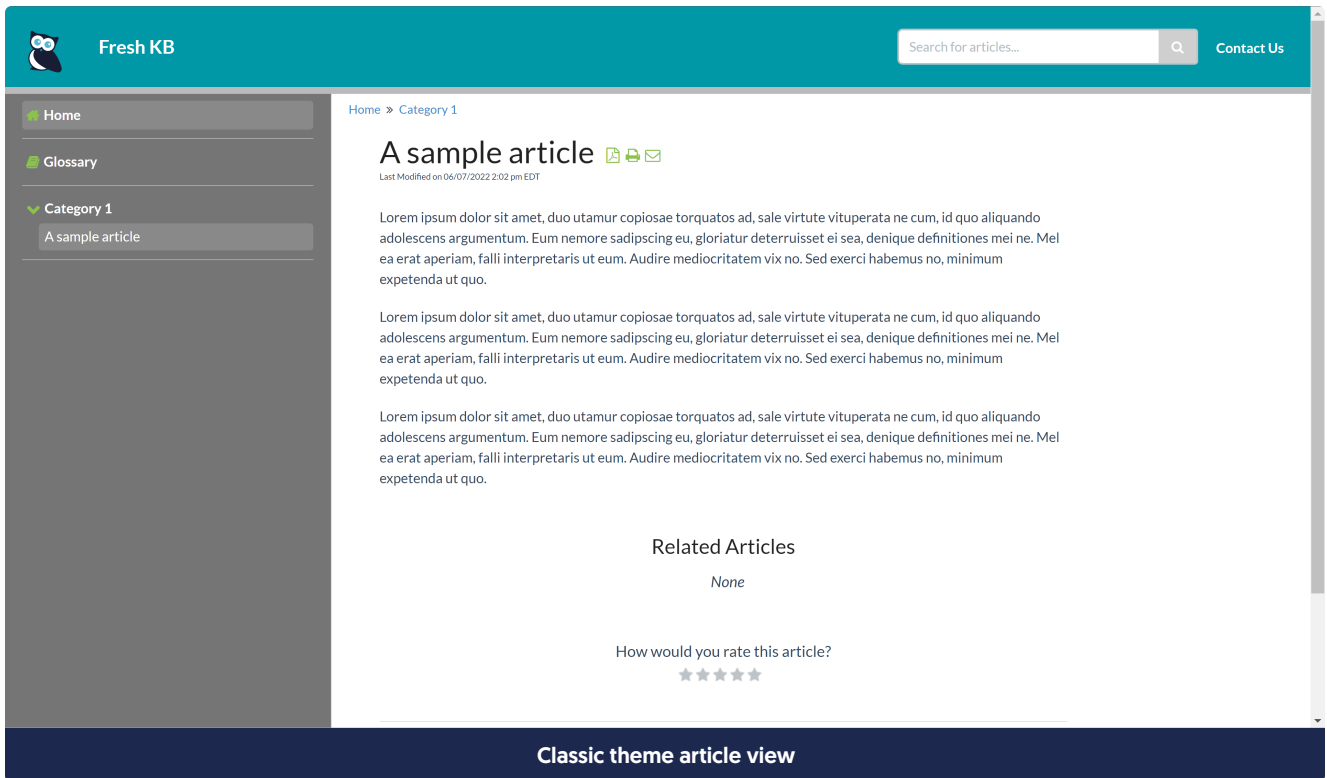 Fresh KB
Search for articles...
Contact Us
Home
Glossary
Category 1
A sample article
Home » Category 1
A sample article
Last Modified on 06/07/2022 2:02 pm EDT
Lorem ipsum dolor sit amet, duo utamur copiosae torquatos ad, sale virtute vituperata ne cum, id quo aliquando
adolescens argumentum. Eum nemore sadipscing eu, gloriatur deterruisset ei sea, denique definitiones mei ne. Mel
ea erat aperiam, falli interpretaris ut eum. Audire mediocritatem vix no. Sed exerci habemus no, minimum
expetenda ut quo.
Lorem ipsum dolor sit amet, duo utamur copiosae torquatos ad, sale virtute vituperata ne cum, id quo aliquando
adolescens argumentum. Eum nemore sadipscing eu, gloriatur deterruisset ei sea, denique definitiones mei ne. Mel
ea erat aperiam, falli interpretaris ut eum. Audire mediocritatem vix no. Sed exerci habemus no, minimum
expetenda ut quo.
Lorem ipsum dolor sit amet, duo utamur copiosae torquatos ad, sale virtute vituperata ne cum, id quo aliquando
adolescens argumentum. Eum nemore sadipscing eu, gloriatur deterruisset ei sea, denique definitiones mei ne. Mel
ea erat aperiam, falli interpretaris ut eum. Audire mediocritatem vix no. Sed exerci habemus no, minimum
expetenda ut quo.
Related Articles
None
How would you rate this article?
Classic theme article view